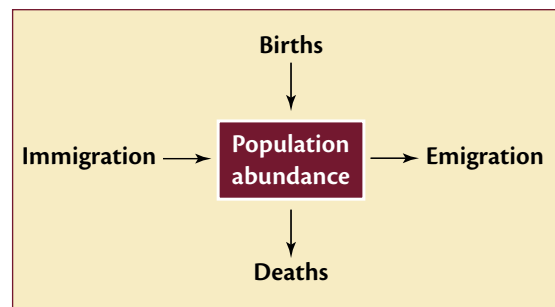 Births
Immigration
Population
abundance
Emigration
Deaths